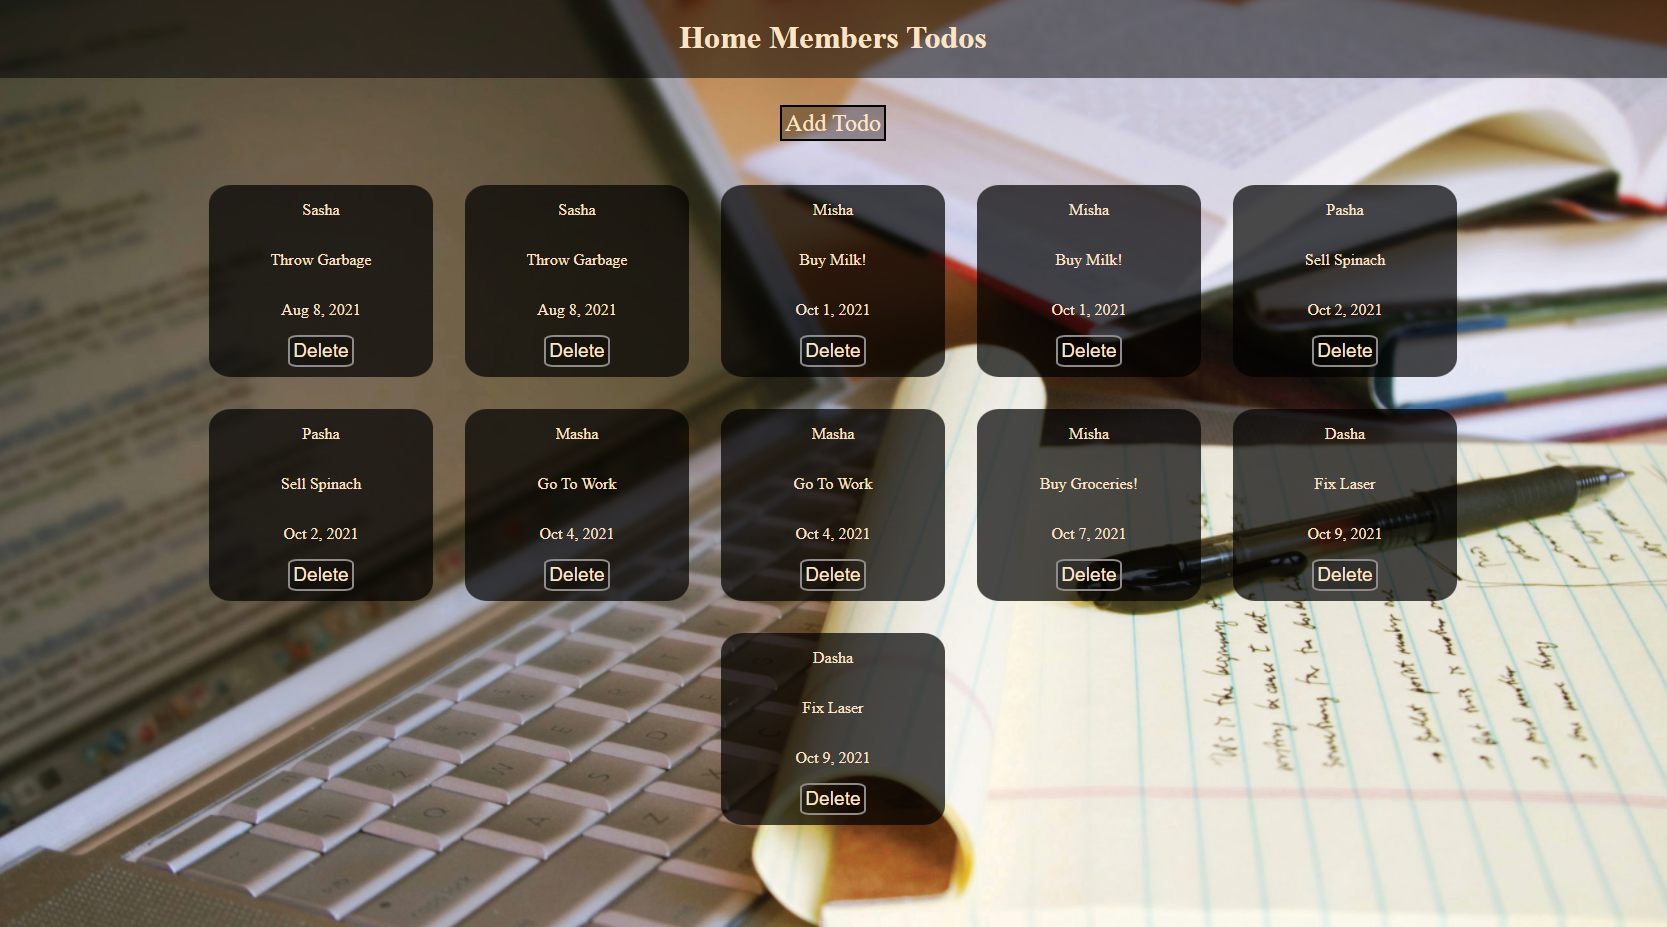 Home Members Todos
Add Todo
Sasha
Throw Garbage
Aug 8, 2021
Delete
Sasha
Throw Garbage
Aug 8, 2021
Delete
Misha
Buy Milk!
Oct 1, 2021
Delete
Misha
Buy Milk!
Oct 1, 2021
Delete
Pasha
Sell Spinach
Oct 2, 2021
Delete
Pasha
Sell Spinach
Oct 2, 2021
Delete
Masha
Go To Work
Oct 4, 2021
Delete
Masha
Go To Work
Oct 4, 2021
Delete
Misha
Buy Groceries!
Oct 7, 2021
Delete
Dasha
Fix Laser
Oct 9, 2021
Delete
Dasha
Fix Laser
Oct 9, 2021
Delete